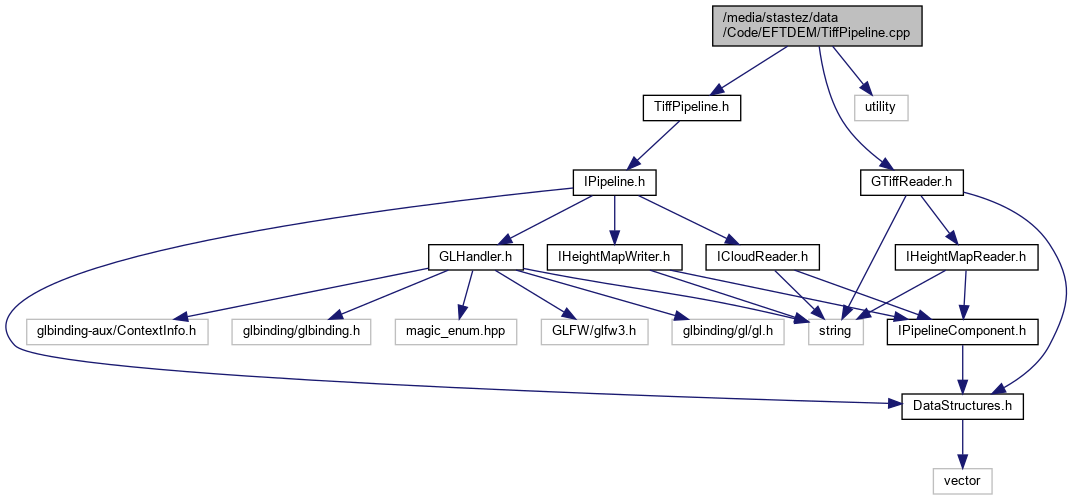 /media/stastez/data
/Code/EFTDEM/TiffPipeline.cpp
TiffPipeline.h
utility
IPipeline.h
GTiffReader.h
GLHandler.h
IHeightMapWriter.h
ICloudReader.h
IHeightMapReader.h
glbinding-aux/ContextInfo.h
glbinding/glbinding.h
magic_enum.hpp
GLFW/glfw3.h
glbinding/gl/gl.h
string
IPipelineComponent.h
DataStructures.h
vector